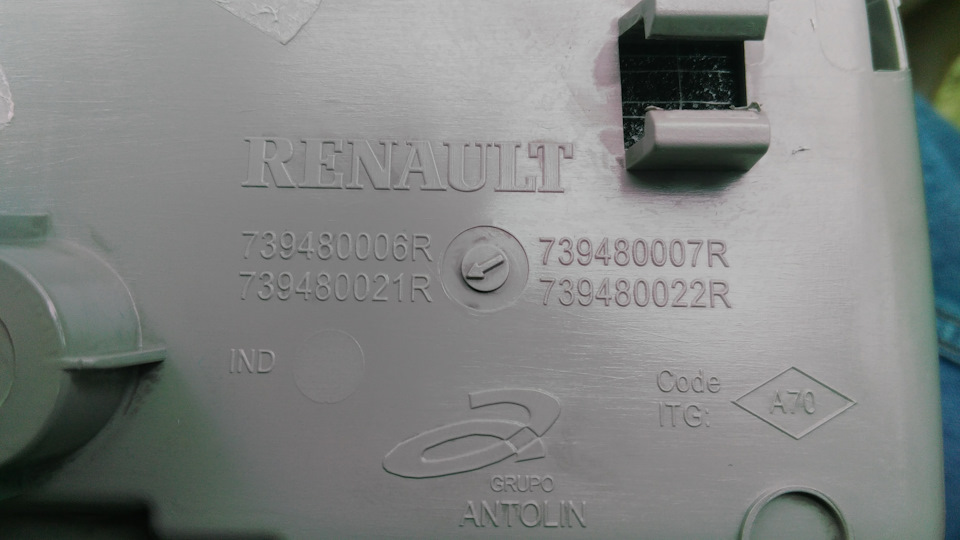 RENAULT
739480006R 739480007R
739480021R 739480022R
IND
Code
ITG: A70
GRUPO
ANTOLIN